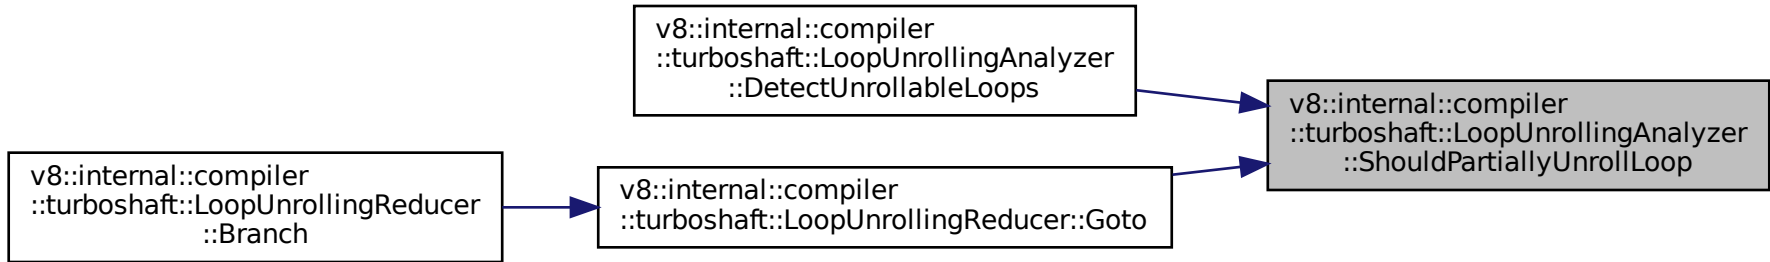 v8::internal::compiler
::turboshaft::LoopUnrollingAnalyzer
::DetectUnrollableLoops
v8::internal::compiler
::turboshaft::LoopUnrollingAnalyzer
::ShouldPartiallyUnrollLoop
v8::internal::compiler
::turboshaft::LoopUnrollingReducer
::Branch
v8::internal::compiler
::turboshaft::LoopUnrollingReducer::Goto